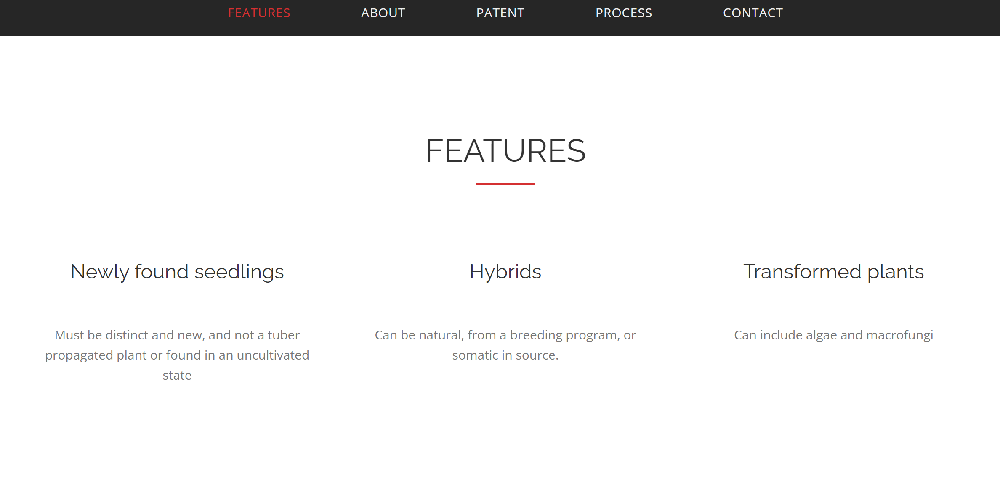 FEATURES ABOUT PATENT PROCESS CONTACT
FEATURES
Newly found seedlings
Must be distinct and new, and not a tuber
propagated plant or found in an uncultivated
state
Hybrids
Can be natural, from a breeding program, or
somatic in source.
Transformed plants
Can include algae and macrofungi